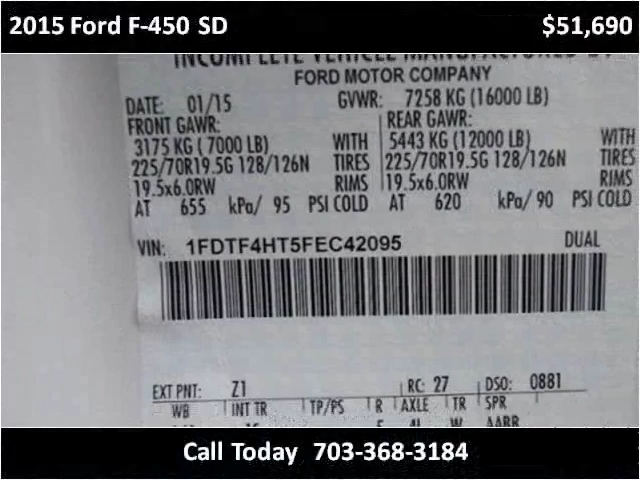 2015 Ford F-450 SD $51,690
INCOMPLETE VEHICLE MANUFACTURED BY
FORD MOTOR COMPANY
DATE: 01/15 GVWR: 7258 KG (16000 LB)
FRONT GAWR: REAR GAWR:
3175 KG ( 7000 LB) WITH 5443 KG (12000 LB) WITH
225/70R19.5G 128/126N TIRES 225/70R19.5G 128/126N TIRES
19.5x6.0RW RIMS 19.5x6.0RW RIMS
AT 655 kPa/ 95 PSI COLD AT 620 kPa/ 90 PSI COLD
VIN: 1FDTF4HT5FEC42095 DUAL
EXT PNT: Z1 RC: 27 DSO: 0881
WB INT TR TP/PS R AXLE TR SPR
Call Today 703-368-3184